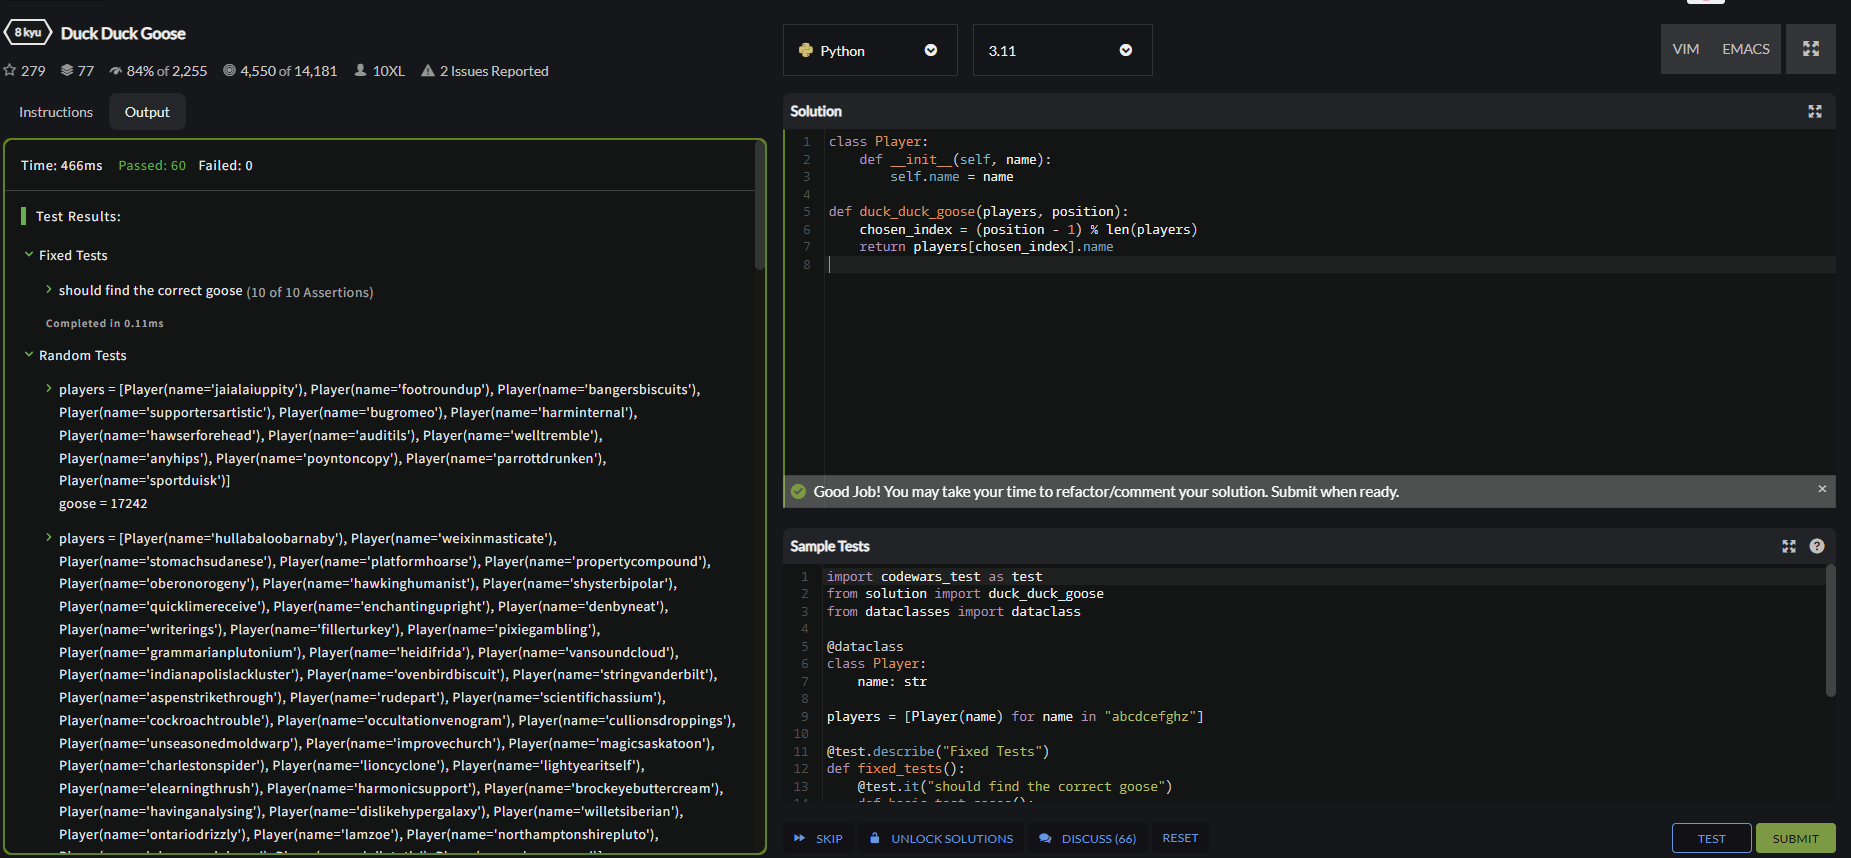 8 kyu Duck Duck Goose
279 77 84% of 2,255 4,550 of 14,181 10XL 2 Issues Reported
Instructions Output
Time: 466ms Passed: 60 Failed: 0
Test Results:
Fixed Tests
should find the correct goose (10 of 10 Assertions)
Completed in 0.11ms
Random Tests
players = [Player(name='jaialaiuppity'), Player(name='footroundup'), Player(name='bangersbiscuits'),
Player(name='supportersartistic'), Player(name='bugromeo'), Player(name='harminternal'),
Player(name='hawserforehead'), Player(name='auditils'), Player(name='welltremble'),
Player(name='anyhips'), Player(name='poyntoncopy'), Player(name='parrottdrunken'),
Player(name='sportduisk')]
goose = 17242
players = [Player(name='hullabaloobarnaby'), Player(name='weixinmasticate'),
Player(name='stomachsudanese'), Player(name='platformhoarse'), Player(name='propertycompound'),
Player(name='oberonorogeny'), Player(name='hawkinghumanist'), Player(name='shysterbipolar'),
Player(name='quicklimereceive'), Player(name='enchantingupright'), Player(name='denbyneat'),
Player(name='writerings'), Player(name='fillerturkey'), Player(name='pixiegambling'),
Player(name='grammarianplutonium'), Player(name='heidifrida'), Player(name='vansoundcloud'),
Player(name='indianapolislackluster'), Player(name='ovenbirdbiscuit'), Player(name='stringvanderbilt'),
Player(name='aspenstrikethrough'), Player(name='rudepart'), Player(name='scientifichassium'),
Player(name='cockroachtrouble'), Player(name='occultationvenogram'), Player(name='cullionsdroppings'),
Player(name='unseasonedmoldwarp'), Player(name='improvechurch'), Player(name='magicsaskatoon'),
Player(name='charlestonspider'), Player(name='lioncyclone'), Player(name='lightyearitself'),
Player(name='elearningthrush'), Player(name='harmonicsupport'), Player(name='brockeyebuttercream'),
Player(name='havinganalysing'), Player(name='dislikehypergalaxy'), Player(name='willetsiberian'),
Player(name='ontariodrizzly'), Player(name='lamzoe'), Player(name='northamptonshirepluto'),
Python 3.11 VIM EMACS
Solution
1 class Player:
2 def __init__(self, name):
3 self.name = name
4
5 def duck_duck_goose(players, position):
6 chosen_index = (position - 1) % len(players)
7 return players[chosen_index].name
8
Good Job! You may take your time to refactor/comment your solution. Submit when ready.
Sample Tests
1 import codewars_test as test
2 from solution import duck_duck_goose
3 from dataclasses import dataclass
4
5 @dataclass
6 class Player:
7 name: str
8
9 players = [Player(name) for name in "abcdcefghz"]
10
11 @test.describe("Fixed Tests")
12 def fixed_tests():
13 @test.it("should find the correct goose")
SKIP UNLOCK SOLUTIONS DISCUSS (66) RESET TEST SUBMIT